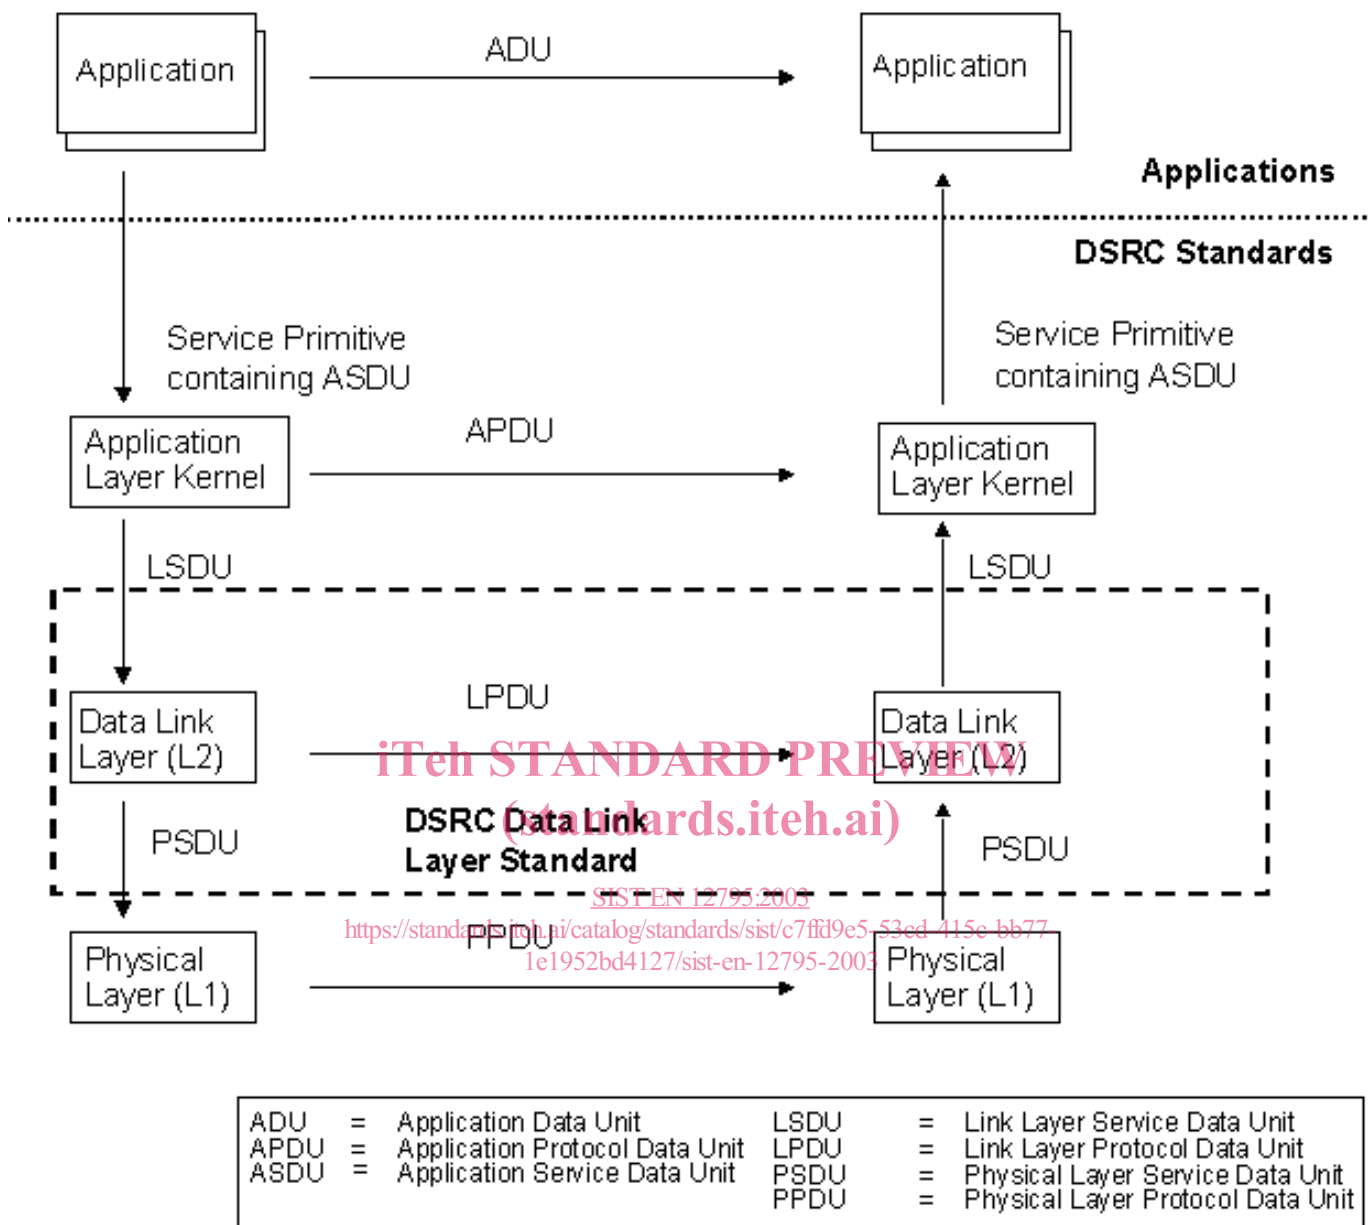 ADU
Application
Application
Applications
DSRC Standards
Service Primitive
containing ASDU
Service Primitive
containing ASDU
APDU
Application
Layer Kernel
Application
Layer Kernel
LSDU
LSDU
LPDU
Data Link
Layer (L2)
Data Link
Layer (L2)
iTeh STANDARD PREVIEW
(standards.iteh.ai)
DSRC Data Link
Layer Standard
PSDU
PSDU
SIST EN 12795:2003
https://standards.iteh.ai/catalog/standards/sist/c7ffd9e5-53cd-415c-bb77-
1e1952bd4127/sist-en-12795-2003
PPDU
Physical
Layer (L1)
Physical
Layer (L1)
ADU = Application Data Unit LSDU = Link Layer Service Data Unit
APDU = Application Protocol Data Unit LPDU = Link Layer Protocol Data Unit
ASDU = Application Service Data Unit PSDU = Physical Layer Service Data Unit
PPDU = Physical Layer Protocol Data Unit